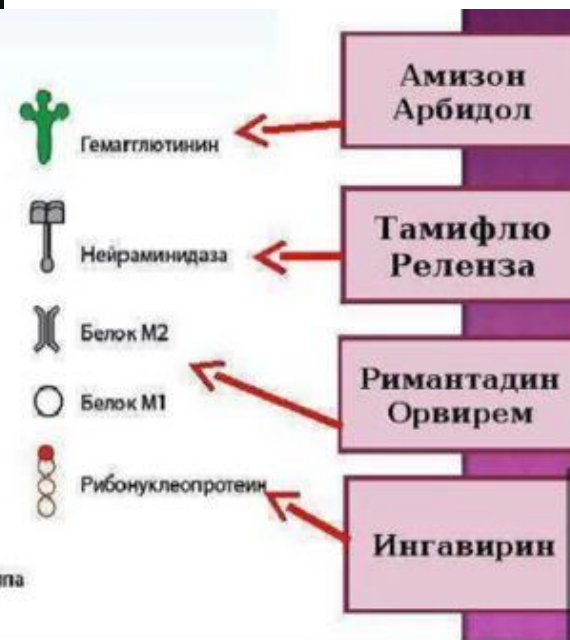 Амизон
Арбидол
Гемагглютинин
Тамифлю
Реленза
Нейраминидаза
Белок М2
Римантадин
Орвирем
Белок М1
Рибонуклеопротеин
Ингавирин